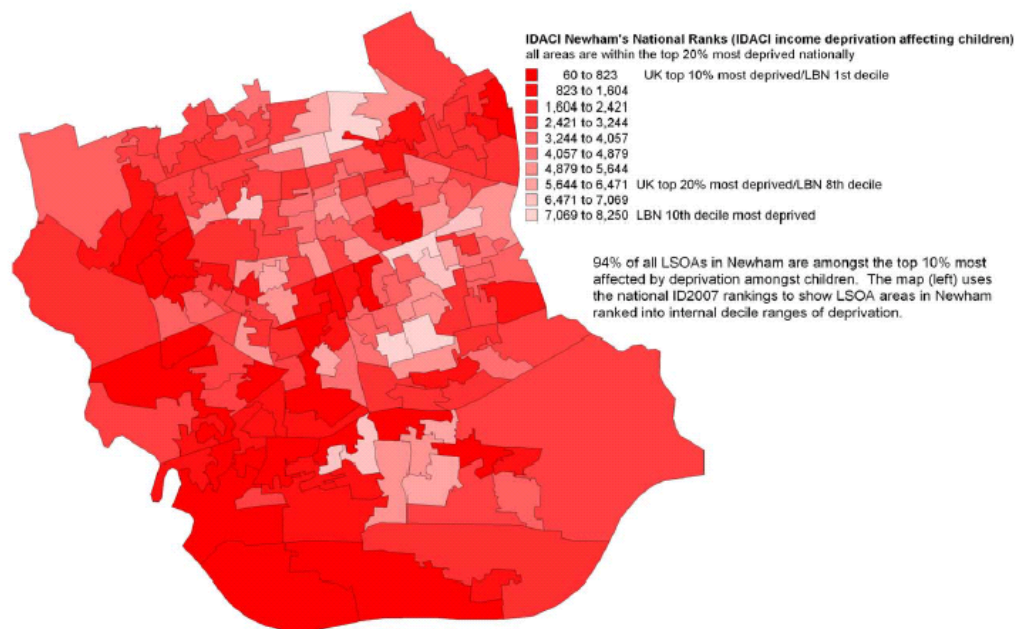 IDACI Newham's National Ranks (IDACI income deprivation affecting children)
all areas are within the top 20% most deprived nationally
60 to 823 UK top 10% most deprived/LBN 1st decile
823 to 1,604
1,604 to 2,421
2,421 to 3,244
3,244 to 4,057
4,057 to 4,879
4,879 to 5,644
5,644 to 6,471 UK top 20% most deprived/LBN 8th decile
6,471 to 7,069
7,069 to 8,250 LBN 10th decile most deprived
94% of all LSOAs in Newham are amongst the top 10% most
affected by deprivation amongst children. The map (left) uses
the national ID2007 rankings to show LSOA areas in Newham
ranked into internal decile ranges of deprivation.